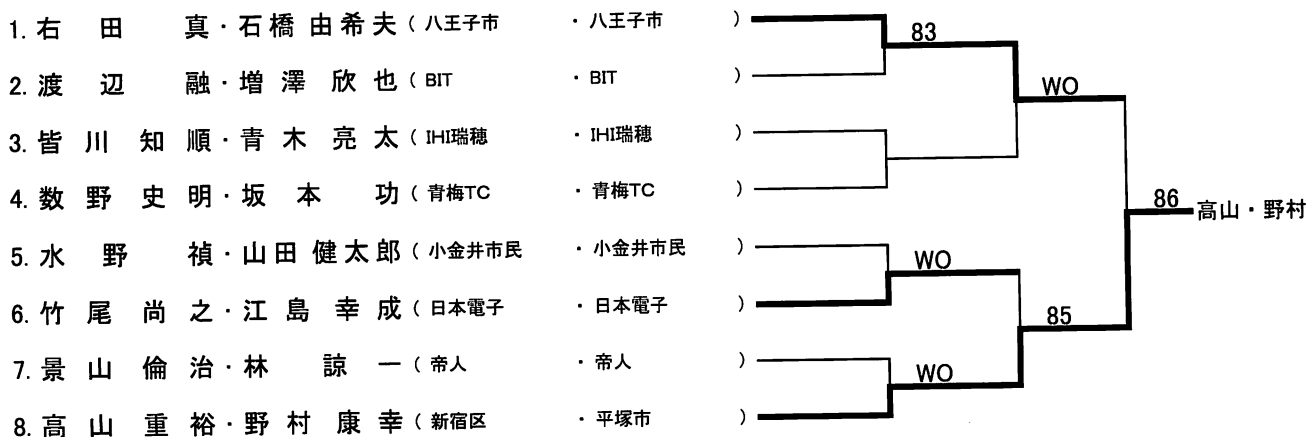 1. 右田 真・石橋由希夫 (八王子市 ・八王子市 )
83
2. 渡辺 融・増澤欣也 (BIT ・BIT )
WO
3. 皆川知順・青木亮太 (IHI瑞穂 ・IHI瑞穂 )
4. 数野史明・坂本 功 (青梅TC ・青梅TC )
86 高山・野村
5. 水野 禎・山田健太郎 (小金井市民 ・小金井市民 )
WO
6. 竹尾尚之・江島幸成 (日本電子 ・日本電子 )
85
7. 景山倫治・林 諒一 (帝人 ・帝人 )
WO
8. 高山重裕・野村康幸 (新宿区 ・平塚市 )